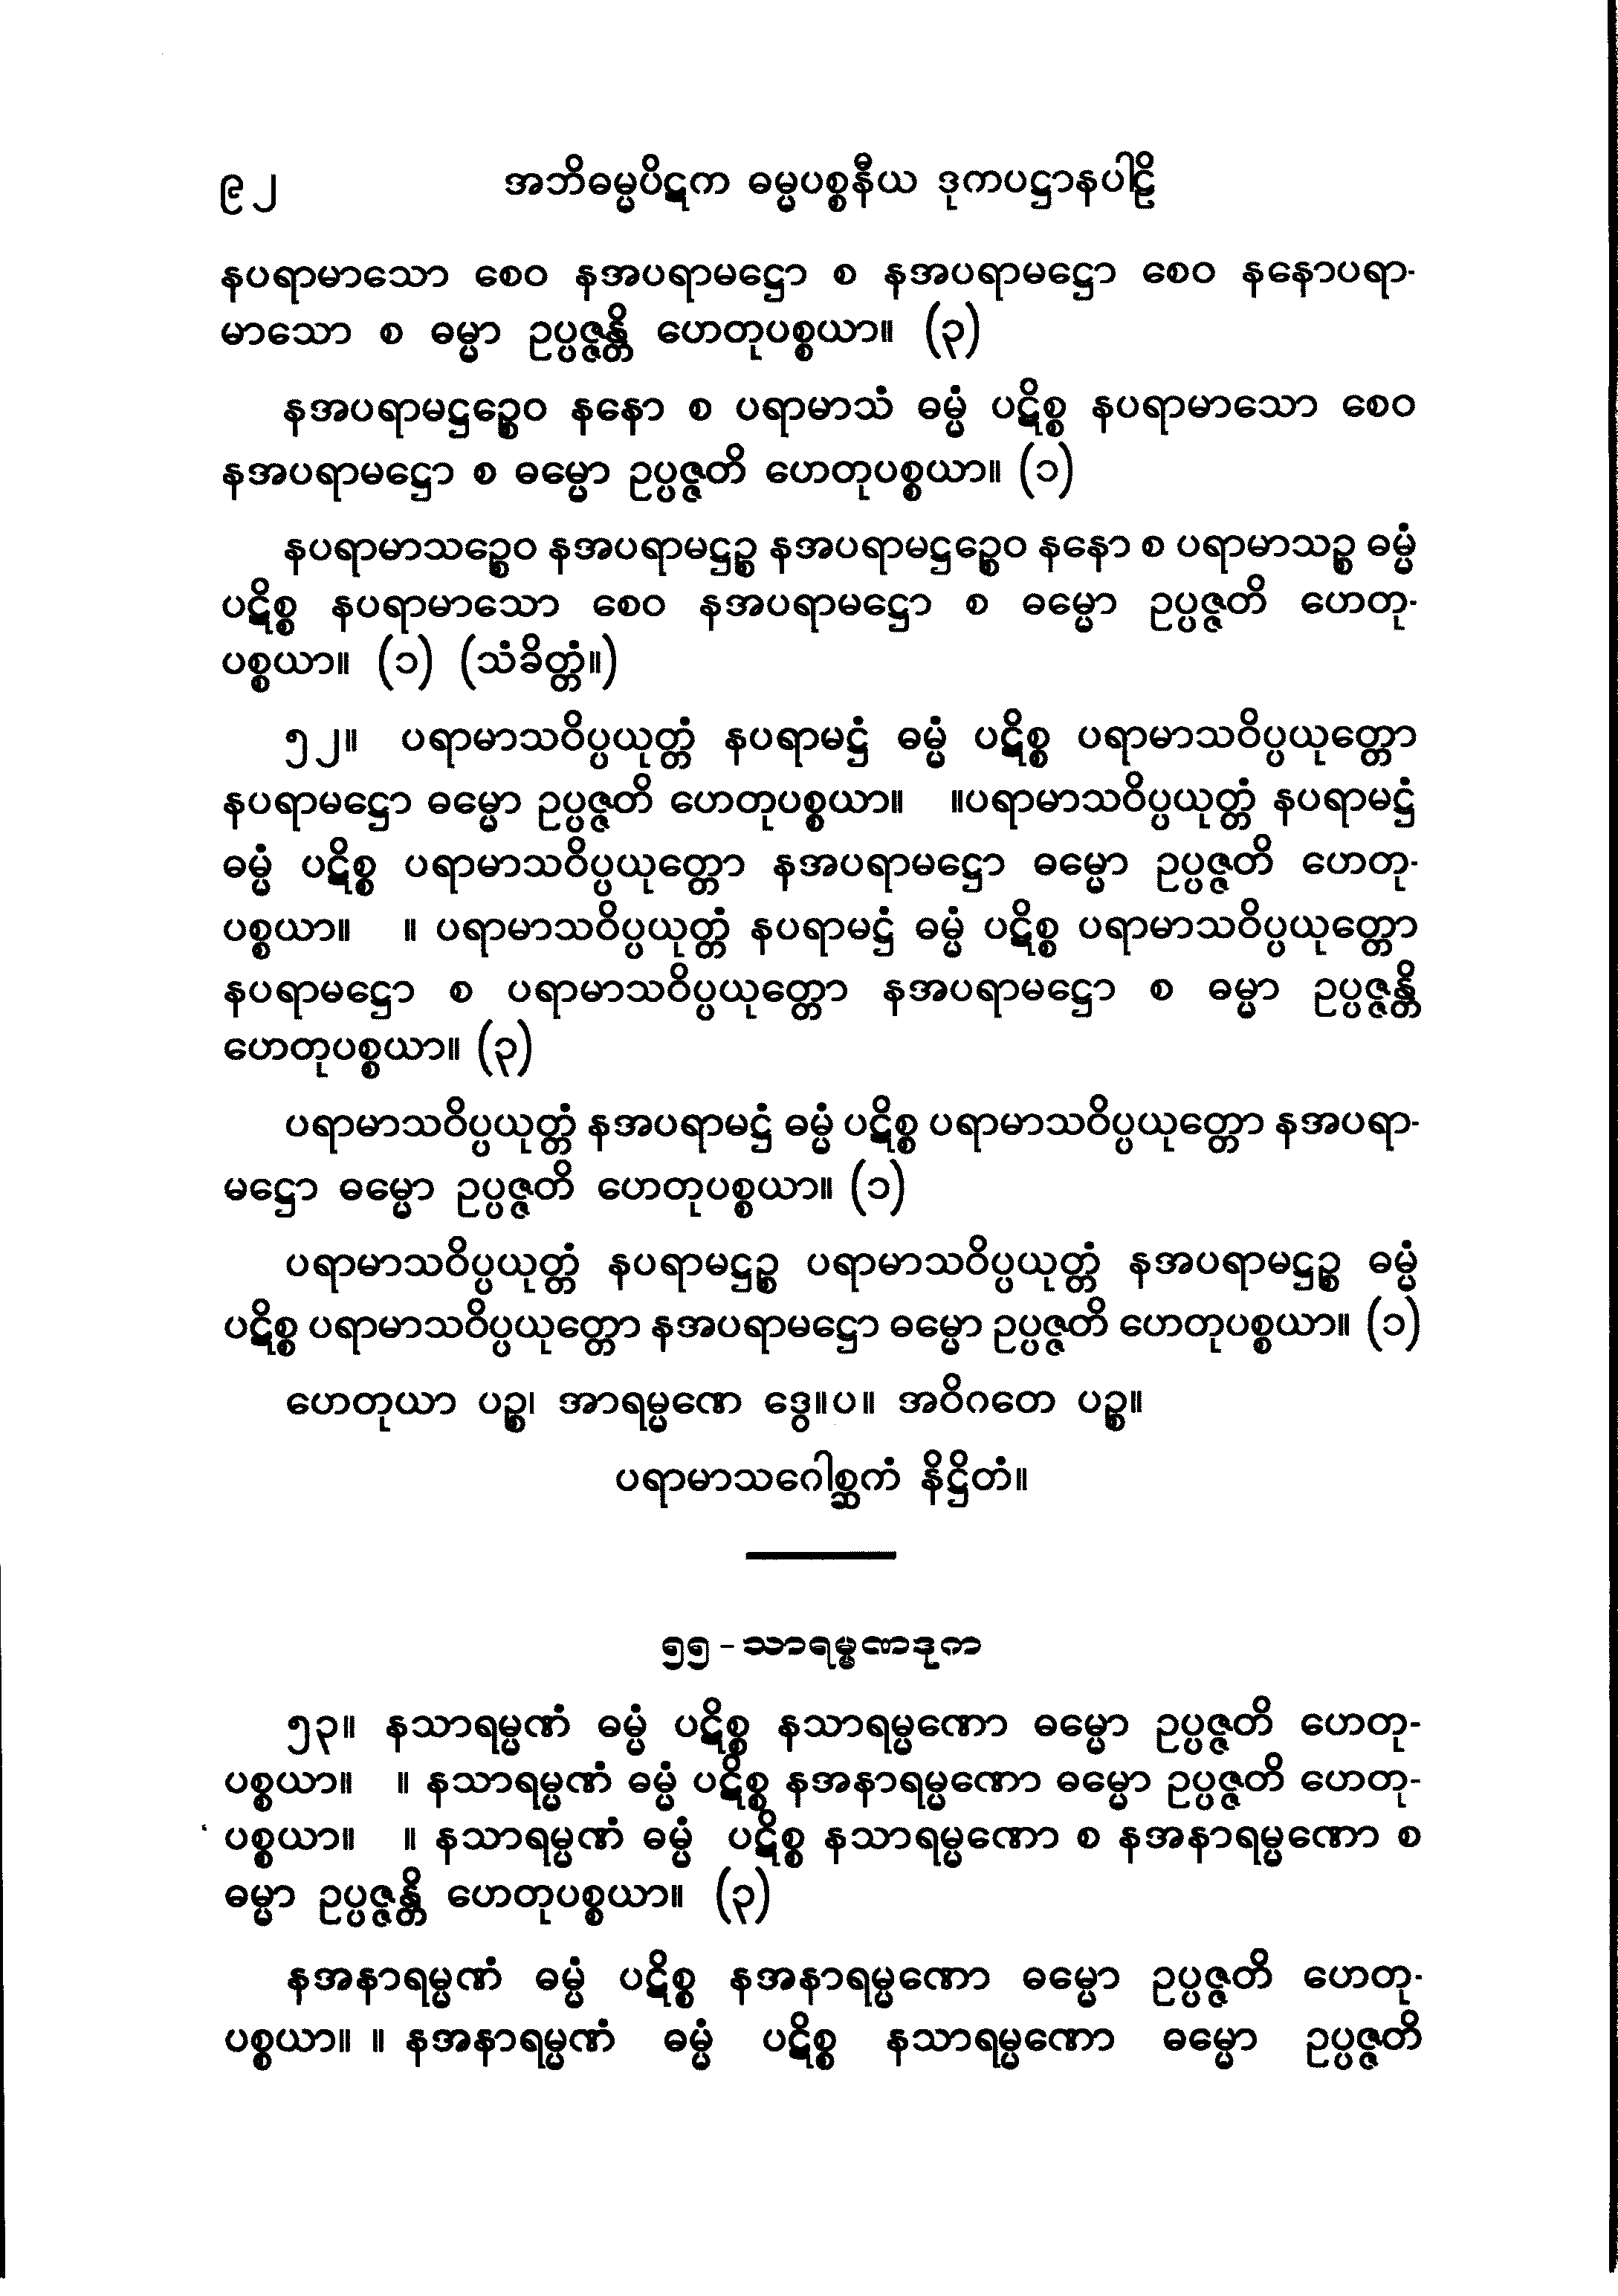 ၉၂ အဘိဓမ္မပိဋက ဓမ္မပစ္စနီယ ဒုကပဋ္ဌာနပါဠိ
နပရာမာသော စေဝ နအပရာမဋ္ဌော စ နအပရာမဋ္ဌော စေဝ နနောပရာ-
မာသော စ ဓမ္မာ ဥပ္ပဇ္ဇန္တိ ဟေတုပစ္စယာ။ (၃)
နအပရာမဋ္ဌဉ္စေဝ နနော စ ပရာမာသံ ဓမ္မံ ပဋိစ္စ နပရာမာသော စေဝ
နအပရာမဋ္ဌော စ ဓမ္မော ဥပ္ပဇ္ဇတိ ဟေတုပစ္စယာ။ (၁)
နပရာမာသဉ္စေဝ နအပရာမဋ္ဌဉ္စ နအပရာမဋ္ဌဉ္စေဝ နနော စ ပရာမာသဉ္စ ဓမ္မံ
ပဋိစ္စ နပရာမာသော စေဝ နအပရာမဋ္ဌော စ ဓမ္မော ဥပ္ပဇ္ဇတိ ဟေတု-
ပစ္စယာ။ (၁) (သံခိတ္တံ။)
၅၂။ ပရာမာသဝိပ္ပယုတ္တံ နပရာမဋ္ဌံ ဓမ္မံ ပဋိစ္စ ပရာမာသဝိပ္ပယုတ္တော
နပရာမဋ္ဌော ဓမ္မော ဥပ္ပဇ္ဇတိ ဟေတုပစ္စယာ။ ။ပရာမာသဝိပ္ပယုတ္တံ နပရာမဋ္ဌံ
ဓမ္မံ ပဋိစ္စ ပရာမာသဝိပ္ပယုတ္တော နအပရာမဋ္ဌော ဓမ္မော ဥပ္ပဇ္ဇတိ ဟေတု-
ပစ္စယာ။ ။ ပရာမာသဝိပ္ပယုတ္တံ နပရာမဋ္ဌံ ဓမ္မံ ပဋိစ္စ ပရာမာသဝိပ္ပယုတ္တော
နပရာမဋ္ဌော စ ပရာမာသဝိပ္ပယုတ္တော နအပရာမဋ္ဌော စ ဓမ္မာ ဥပ္ပဇ္ဇန္တိ
ဟေတုပစ္စယာ။ (၃)
ပရာမာသဝိပ္ပယုတ္တံ နအပရာမဋ္ဌံ ဓမ္မံ ပဋိစ္စ ပရာမာသဝိပ္ပယုတ္တော နအပရာ-
မဋ္ဌော ဓမ္မော ဥပ္ပဇ္ဇတိ ဟေတုပစ္စယာ။ (၁)
ပရာမာသဝိပ္ပယုတ္တံ နပရာမဋ္ဌဉ္စ ပရာမာသဝိပ္ပယုတ္တံ နအပရာမဋ္ဌဉ္စ ဓမ္မံ
ပဋိစ္စ ပရာမာသဝိပ္ပယုတ္တော နအပရာမဋ္ဌော ဓမ္မော ဥပ္ပဇ္ဇတိ ဟေတုပစ္စယာ။ (၁)
ဟေတုယာ ပဉ္စ၊ အာရမ္မဏေ ဒွေ။ပ။ အဝိဂတေ ပဉ္စ။
ပရာမာသဂေါစ္ဆကံ နိဋ္ဌိတံ။
၅၅ - သာရမ္မဏဒုက
၅၃။ နသာရမ္မဏံ ဓမ္မံ ပဋိစ္စ နသာရမ္မဏော ဓမ္မော ဥပ္ပဇ္ဇတိ ဟေတု-
ပစ္စယာ။ ။ နသာရမ္မဏံ ဓမ္မံ ပဋိစ္စ နအနာရမ္မဏော ဓမ္မော ဥပ္ပဇ္ဇတိ ဟေတု-
ပစ္စယာ။ ။ နသာရမ္မဏံ ဓမ္မံ ပဋိစ္စ နသာရမ္မဏော စ နအနာရမ္မဏော စ
ဓမ္မာ ဥပ္ပဇ္ဇန္တိ ဟေတုပစ္စယာ။ (၃)
နအနာရမ္မဏံ ဓမ္မံ ပဋိစ္စ နအနာရမ္မဏော ဓမ္မော ဥပ္ပဇ္ဇတိ ဟေတု-
ပစ္စယာ။ ။ နအနာရမ္မဏံ ဓမ္မံ ပဋိစ္စ နသာရမ္မဏော ဓမ္မော ဥပ္ပဇ္ဇတိ